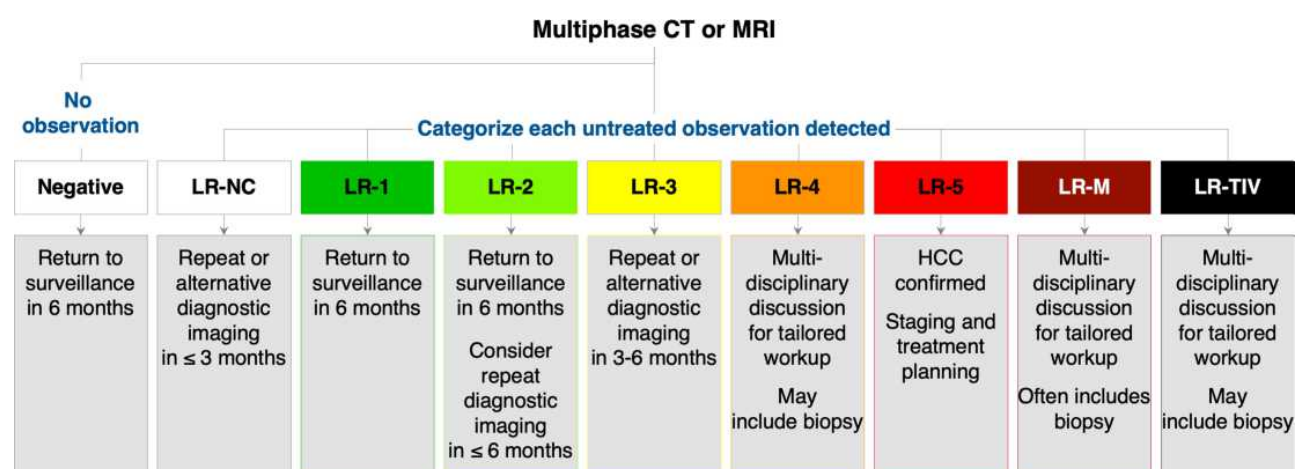 Multiphase CT or MRI
No
observation
Categorize each untreated observation detected
Negative
LR-NC
LR-1
LR-2
LR-3
LR-4
LR-5
LR-M
LR-TIV
Return to
surveillance
in 6 months
Repeat or
alternative
diagnostic
imaging
in ≤ 3 months
Return to
surveillance
in 6 months
Return to
surveillance
in 6 months
Consider
repeat
diagnostic
imaging
in ≤ 6 months
Repeat or
alternative
diagnostic
imaging
in 3-6 months
Multi-
disciplinary
discussion
for tailored
workup
May
include biopsy
HCC
confirmed
Staging and
treatment
planning
Multi-
disciplinary
discussion
for tailored
workup
Often includes
biopsy
Multi-
disciplinary
discussion
for tailored
workup
May
include biopsy